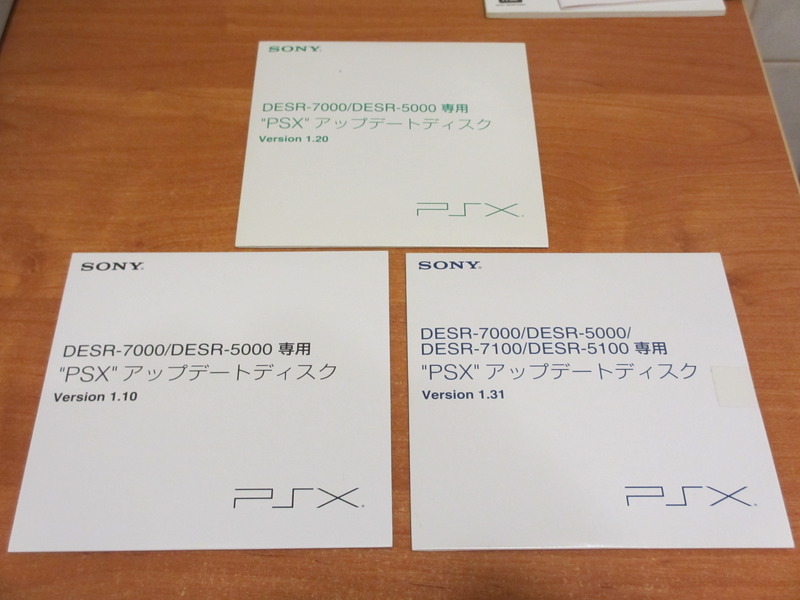 SONY
DESR-7000/DESR-5000 専用
"PSX" アップデートディスク
Version 1.20
PSX
SONY
DESR-7000/DESR-5000 専用
"PSX" アップデートディスク
Version 1.10
PSX
SONY
DESR-7000/DESR-5000/
DESR-7100/DESR-5100 専用
"PSX" アップデートディスク
Version 1.31
PSX